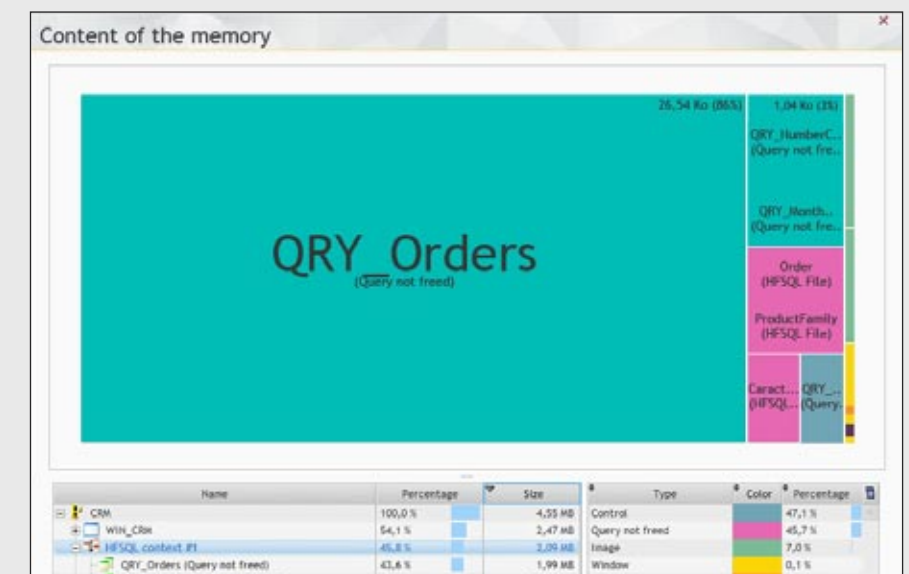 Content of the memory
26,54 Ko (86%)
1,04 Ko (3%)
QRY_NumberC...
(Query not fre...
QRY_Month...
(Query not fre...
QRY_Orders
(Query not freed)
Order
(HFSQL File)
ProductFamily
(HFSQL File)
Caract... QRY_...
(HFSQL... (Query.
Name Percentage Size Type Color Percentage
CRM 100,0 % 4,55 MB Control 47,1 %
WIN_CRM 54,1 % 2,47 MB Query not freed 45,7 %
HFSQL context #1 45,8 % 2,09 MB Image 7,0 %
QRY_Orders (Query not freed) 43,6 % 1,99 MB Window 0,1 %